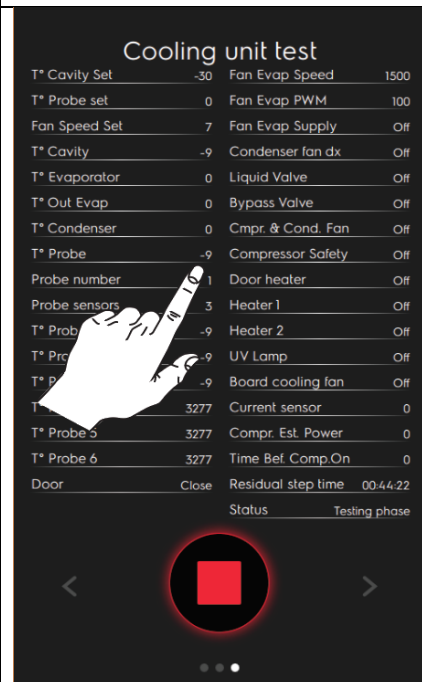 Cooling unit test
T° Cavity Set -30
T° Probe set 0
Fan Speed Set 7
T° Cavity -9
T° Evaporator 0
T° Out Evap 0
T° Condenser 0
T° Probe -9
Probe number 1
Probe sensors 3
T° Prob -9
T° Pro -9
T° P -9
T° 3277
T° Probe 5 3277
T° Probe 6 3277
Door Close
Fan Evap Speed 1500
Fan Evap PWM 100
Fan Evap Supply Off
Condenser fan dx Off
Liquid Valve Off
Bypass Valve Off
Cmpr. & Cond. Fan Off
Compressor Safety Off
Door heater Off
Heater 1 Off
Heater 2 Off
UV Lamp Off
Board cooling fan Off
Current sensor 0
Compr. Est. Power 0
Time Bef. Comp.On 0
Residual step time 00:44:22
Status Testing phase